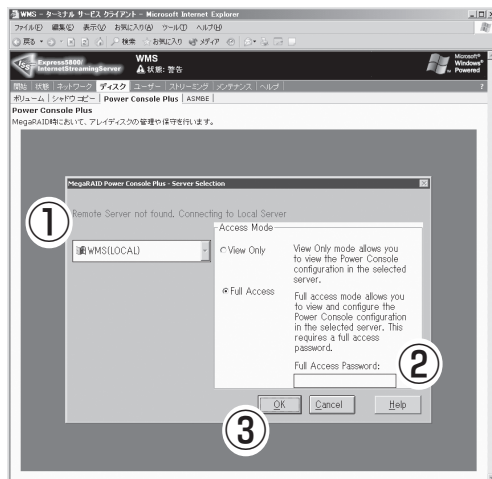 WMS - ターミナル サービス クライアント - Microsoft Internet Explorer
ファイル(F) 編集(E) 表示(V) お気に入り(A) ツール(T) ヘルプ(H)
戻る 検索 お気に入り メディア
Express5800/
InternetStreamingServer
WMS
状態: 警告
Microsoft®
Windows®
Powered
開始 状態 ネットワーク ディスク ユーザー ストリーミング メンテナンス ヘルプ ?
ボリューム シャドウ コピー Power Console Plus ASMBE
Power Console Plus
MegaRAID時において、アレイディスクの管理や保守を行います。
MegaRAID Power Console Plus - Server Selection
Remote Server not found. Connecting to Local Server
①
WMS(LOCAL)
Access Mode
View Only
View Only mode allows you
to view the Power Console
configuration in the selected
server.
Full Access
Full access mode allows you
to view and configure the
Power Console configuration
in the selected server. This
requires a full access
password.
Full Access Password:
②
③
OK Cancel Help